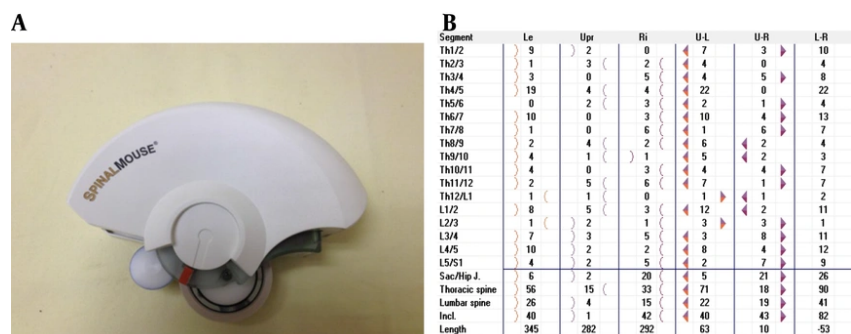 A
B
SPINALMOUSE®
Segment Le Upr Ri U-L U-R L-R
Th1/2 9 2 0 7 3 10
Th2/3 1 3 2 4 0 4
Th3/4 3 0 5 4 5 8
Th4/5 19 4 4 22 0 22
Th5/6 0 2 3 2 1 4
Th6/7 10 0 3 10 4 13
Th7/8 1 0 6 1 6 7
Th8/9 2 4 2 6 2 4
Th9/10 4 1 1 5 2 3
Th10/11 4 0 3 4 4 7
Th11/12 2 5 6 7 1 7
Th12/L1 1 1 0 1 1 2
L1/2 8 5 3 12 2 11
L2/3 1 2 1 3 3 1
L3/4 7 3 5 3 8 11
L4/5 10 2 2 8 4 12
L5/S1 4 2 5 2 7 9
Sac/Hip J. 6 2 20 5 21 26
Thoracic spine 56 15 33 71 18 90
Lumbar spine 26 4 15 22 19 41
Incl. 40 1 42 40 43 82
Length 345 282 292 63 10 -53